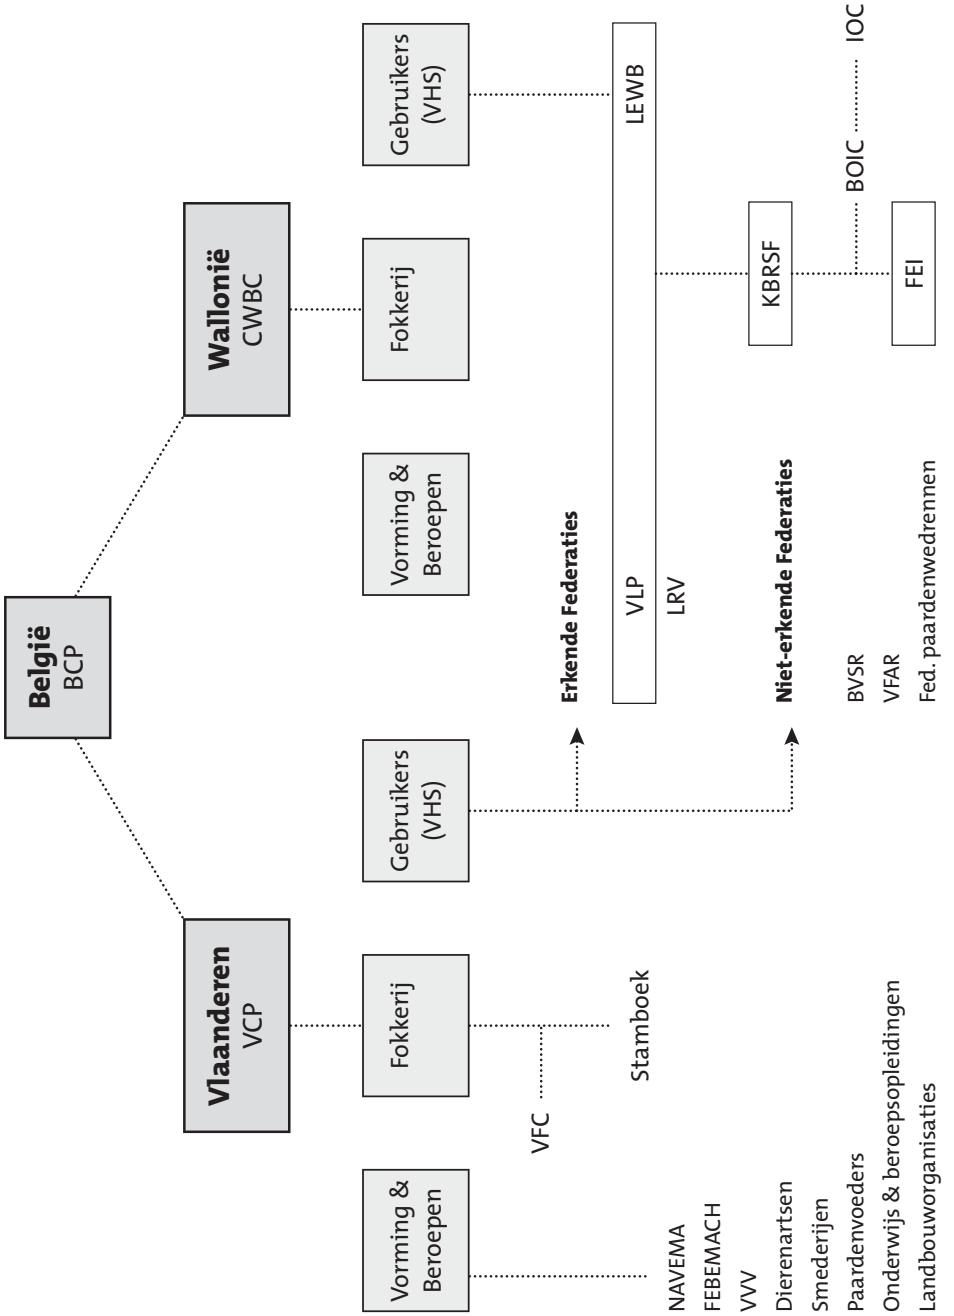 België
BCP
Vlaanderen
VCP
Wallonië
CWBC
Vorming &
Beroepen
Fokkerij
Gebruikers
(VHS)
Vorming &
Beroepen
Fokkerij
Gebruikers
(VHS)
VFC
Stamboek
NAVEMA
FEBEMACH
VVV
Dierenartsen
Smederijen
Paardenvoeders
Onderwijs & beroepsopleidingen
Landbouworganisaties
Erkende Federaties
VLP
LEWB
LRV
Niet-erkende Federaties
BVSR
VFAR
Fed. paardenwedrennen
KBRSF
BOIC
IOC
FEI